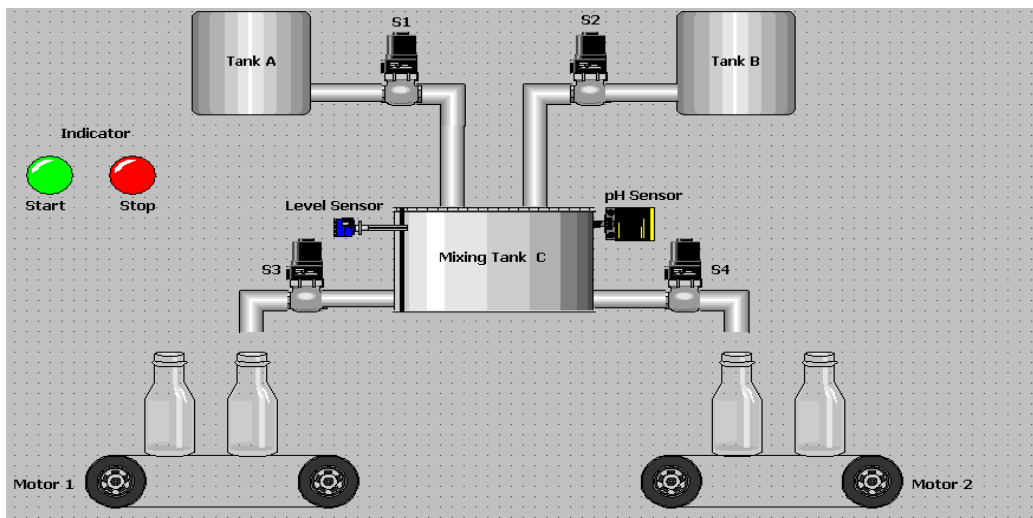 S1
S2
Tank A
Tank B
Indicator
Start
Stop
Level Sensor
pH Sensor
Mixing Tank C
S3
S4
Motor 1
Motor 2